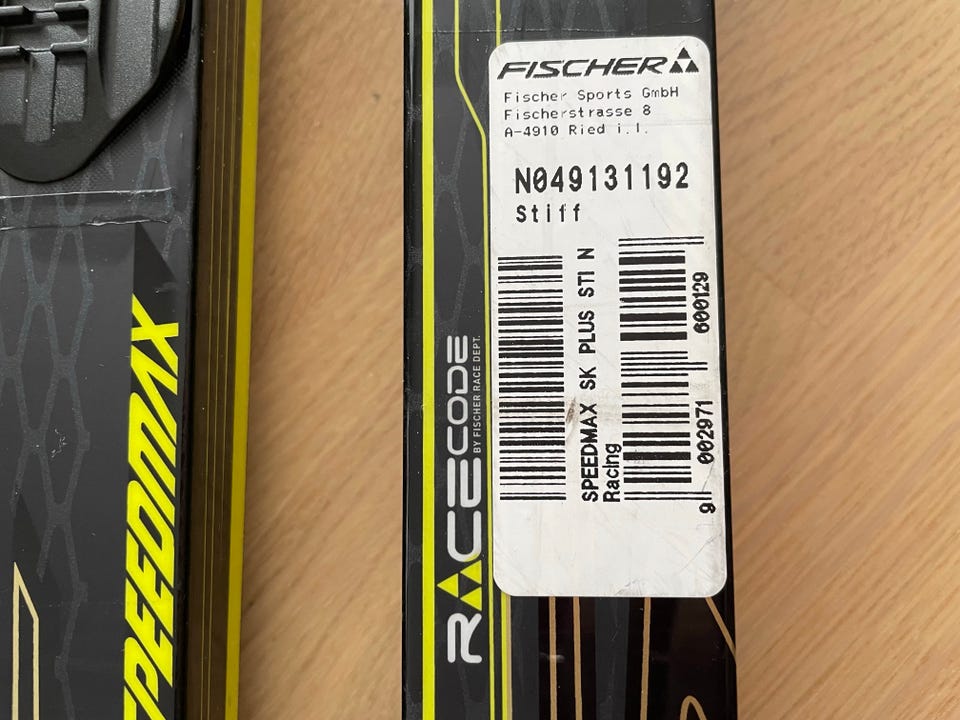 SPEEDMAX
RACECODE
BY FISCHER RACE DEPT.
FISCHER
Fischer Sports GmbH
Fischerstrasse 8
A-4910 Ried i.I.
N049131192
Stiff
SPEEDMAX SK PLUS STI N
Racing
9 002971 600129